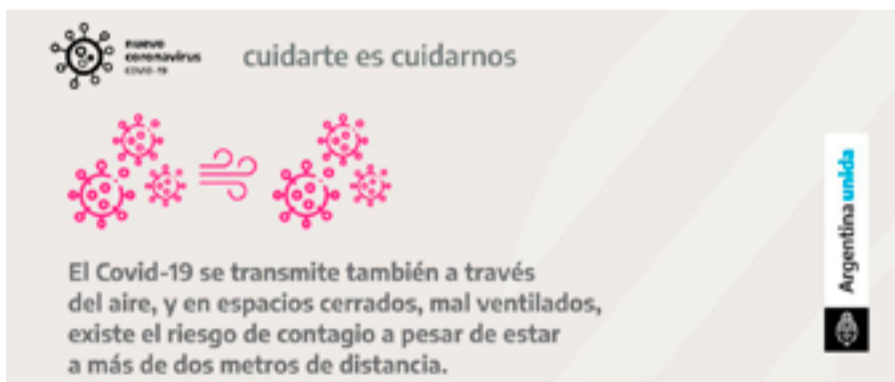 nuevo
coronavirus
COVID-19
cuidarte es cuidarnos
El Covid-19 se transmite también a través
del aire, y en espacios cerrados, mal ventilados,
existe el riesgo de contagio a pesar de estar
a más de dos metros de distancia.
Argentina unida